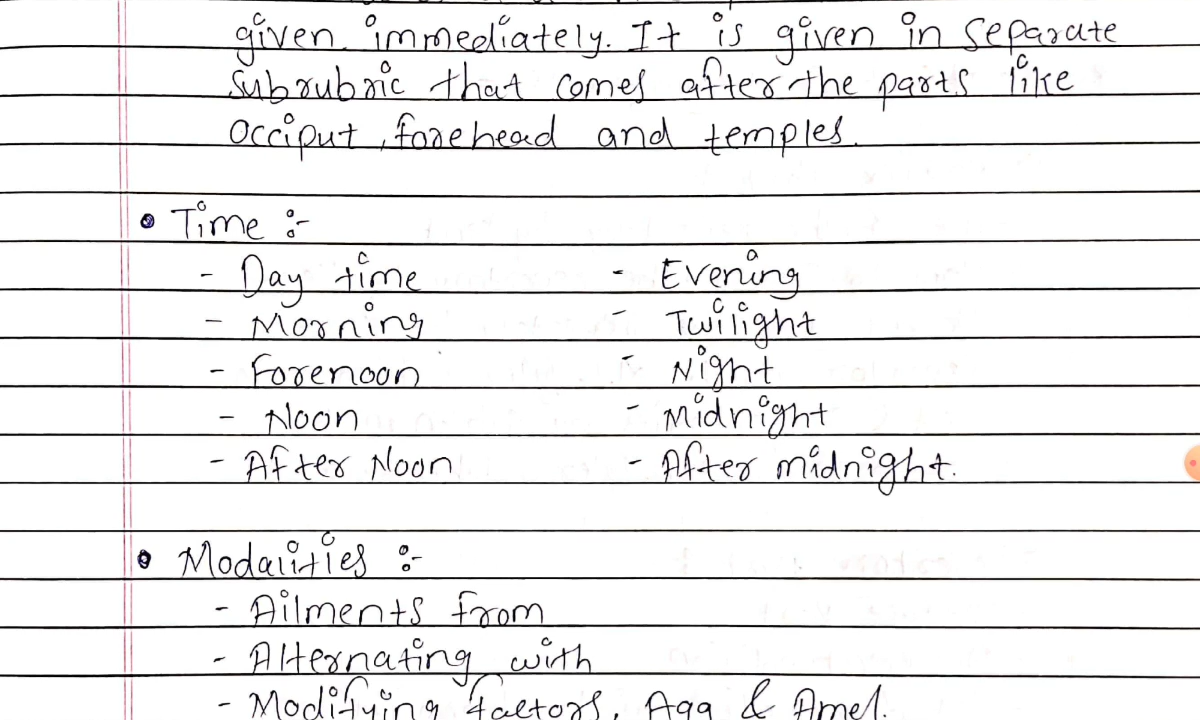 given immediately. It is given in separate
subrubric that comes after the parts like
occiput, forehead and temples.
• Time :-
- Day time - Evening
- Morning - Twilight
- Forenoon - Night
- Noon - Midnight
- After Noon - After midnight.
• Modalities :-
- Ailments from
- Alternating with
- Modifying factors, Agg & Amel.